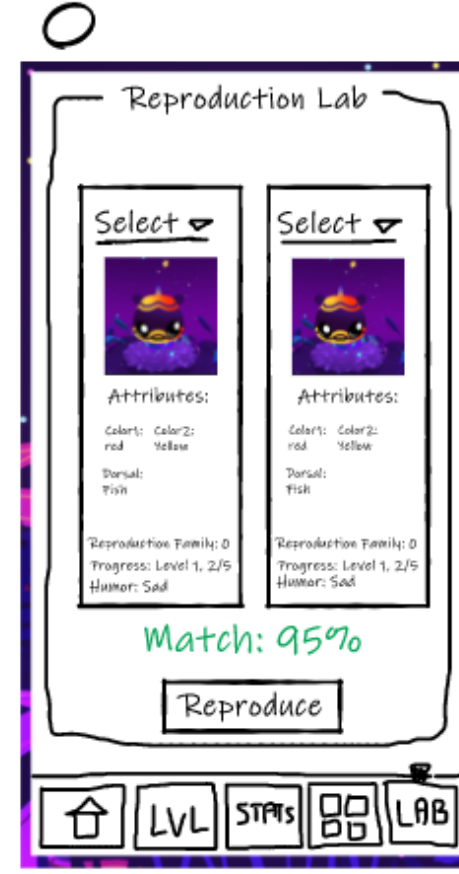 Reproduction Lab
Select
Select
Attributes:
Color1: Color2:
red Yellow
Dorsal:
Fish
Reproduction Family: 0
Progress: Level 1, 2/5
Humor: Sad
Attributes:
Color1: Color2:
red Yellow
Dorsal:
Fish
Reproduction Family: 0
Progress: Level 1, 2/5
Humor: Sad
Match: 95%
Reproduce
LVL
STATS
LAB